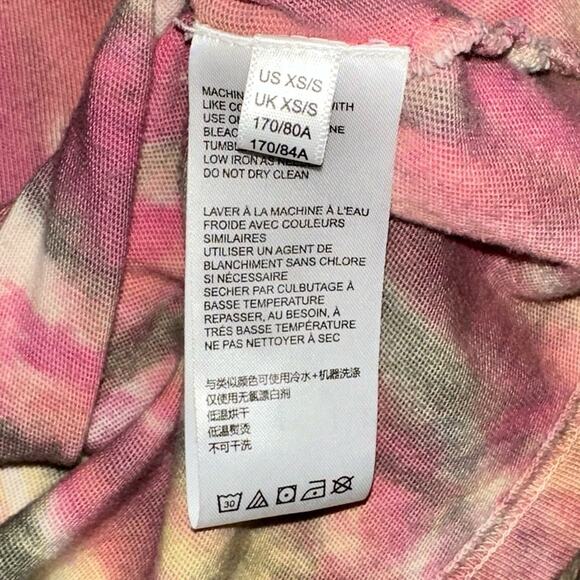 US XS/S
UK XS/S
170/80A
170/84A
MACHIN WITH
LIKE CO
USE O
BLEAC NE
TUMBL
LOW IRON AS
DO NOT DRY CLEAN
LAVER À LA MACHINE À L'EAU
FROIDE AVEC COULEURS
SIMILAIRES
UTILISER UN AGENT DE
BLANCHIMENT SANS CHLORE
SI NÉCESSAIRE
SECHER PAR CULBUTAGE À
BASSE TEMPERATURE
REPASSER, AU BESOIN, À
TRÈS BASSE TEMPÉRATURE
NE PAS NETTOYER À SEC
与类似颜色可使用冷水+机器洗涤
仅使用无氯漂白剂
低温烘干
低温熨烫
不可干洗
30